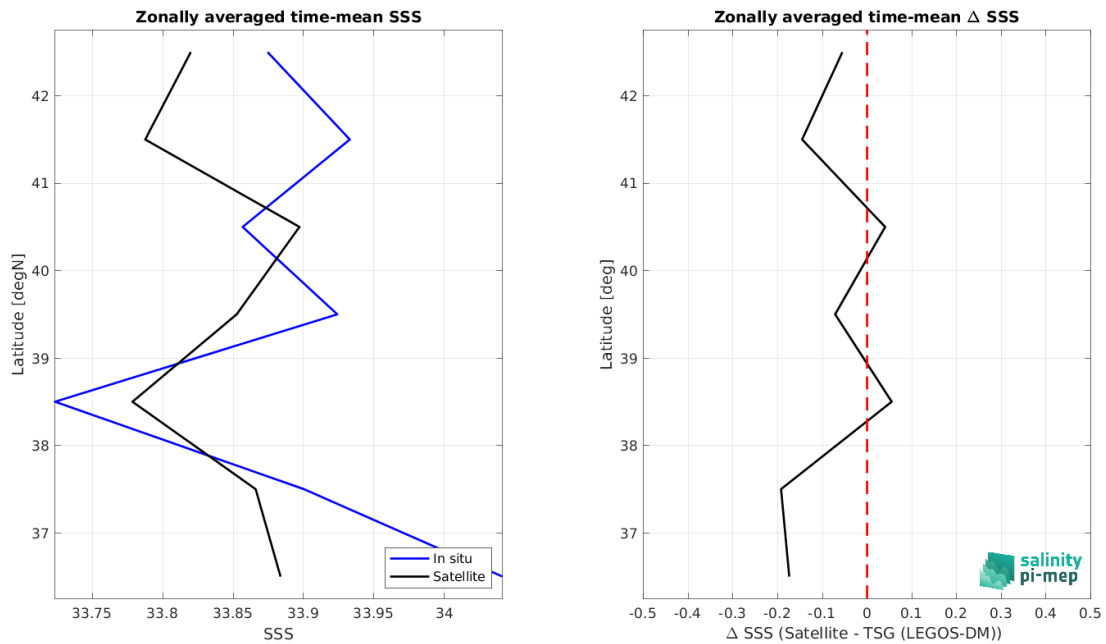 Zonally averaged time-mean SSS
42
41
40
39
38
37
Latitude [degN]
33.75 33.8 33.85 33.9 33.95 34
SSS
In situ
Satellite
Zonally averaged time-mean Δ SSS
42
41
40
39
38
37
Latitude [deg]
-0.5 -0.4 -0.3 -0.2 -0.1 0 0.1 0.2 0.3 0.4 0.5
Δ SSS (Satellite - TSG (LEGOS-DM))
salinity
pi-mep